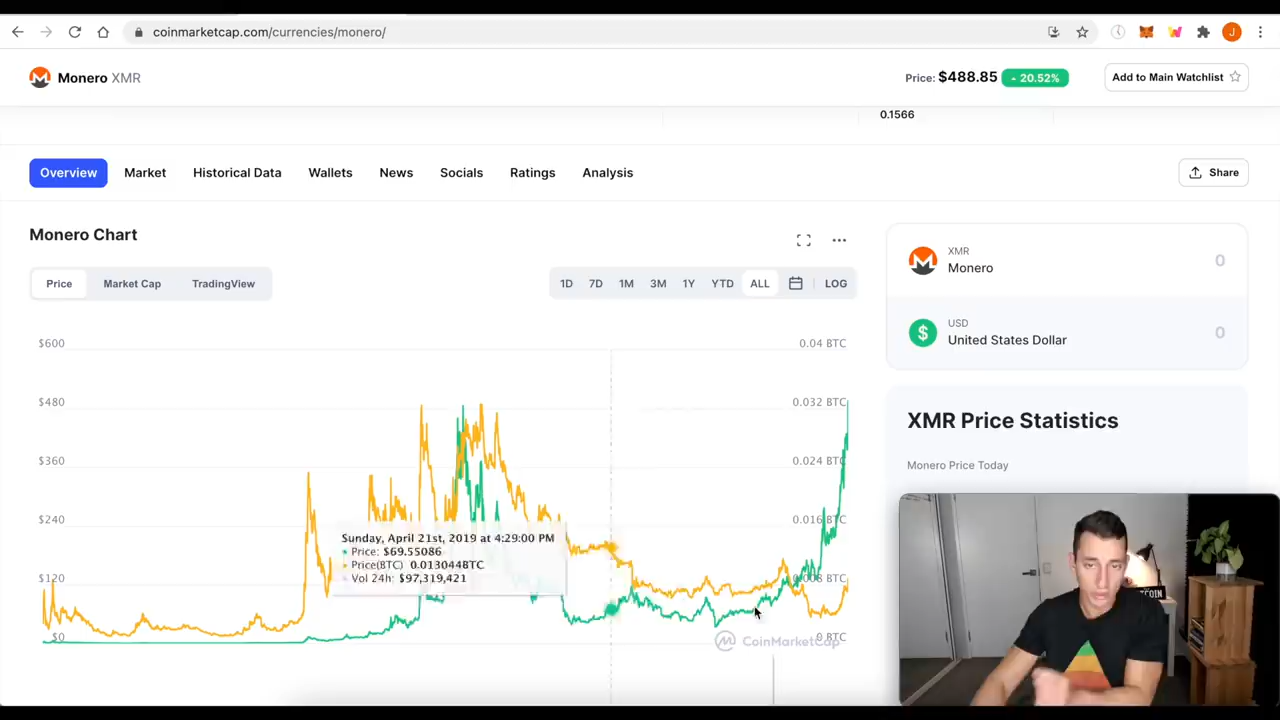 coinmarketcap.com/currencies/monero/
J
Monero XMR
Price: $488.85 20.52%
Add to Main Watchlist
0.1566
Overview
Market
Historical Data
Wallets
News
Socials
Ratings
Analysis
Share
Monero Chart
Price
Market Cap
TradingView
1D
7D
1M
3M
1Y
YTD
ALL
LOG
$600
0.04 BTC
$480
0.032 BTC
$360
0.024 BTC
$240
0.016 BTC
$120
0.008 BTC
$0
0 BTC
Sunday, April 21st, 2019 at 4:29:00 PM
Price: $69.55086
Price(BTC) 0.013044BTC
Vol 24h: $97,319,421
CoinMarketCap
XMR
Monero
0
USD
United States Dollar
0
XMR Price Statistics
Monero Price Today